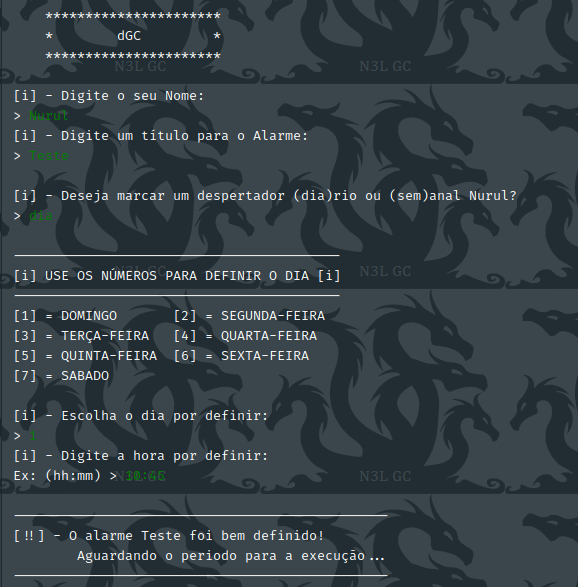 **********************
* dGC *
**********************
N3L GC N3L GC
[i] - Digite o seu Nome:
> Nurul
[i] - Digite um título para o Alarme:
> Teste
[i] - Deseja marcar um despertador (dia)rio ou (sem)anal Nurul?
> dia
N3L GC
[i] USE OS NÚMEROS PARA DEFINIR O DIA [i]
[1] = DOMINGO [2] = SEGUNDA-FEIRA
[3] = TERÇA-FEIRA [4] = QUARTA-FEIRA
[5] = QUINTA-FEIRA [6] = SEXTA-FEIRA
[7] = SABADO
[i] - Escolha o dia por definir:
>
[i] - Digite a hora por definir:
Ex: (hh:mm) >
N3L GC
[!!] - O alarme Teste foi bem definido!
Aguardando o periodo para a execução...